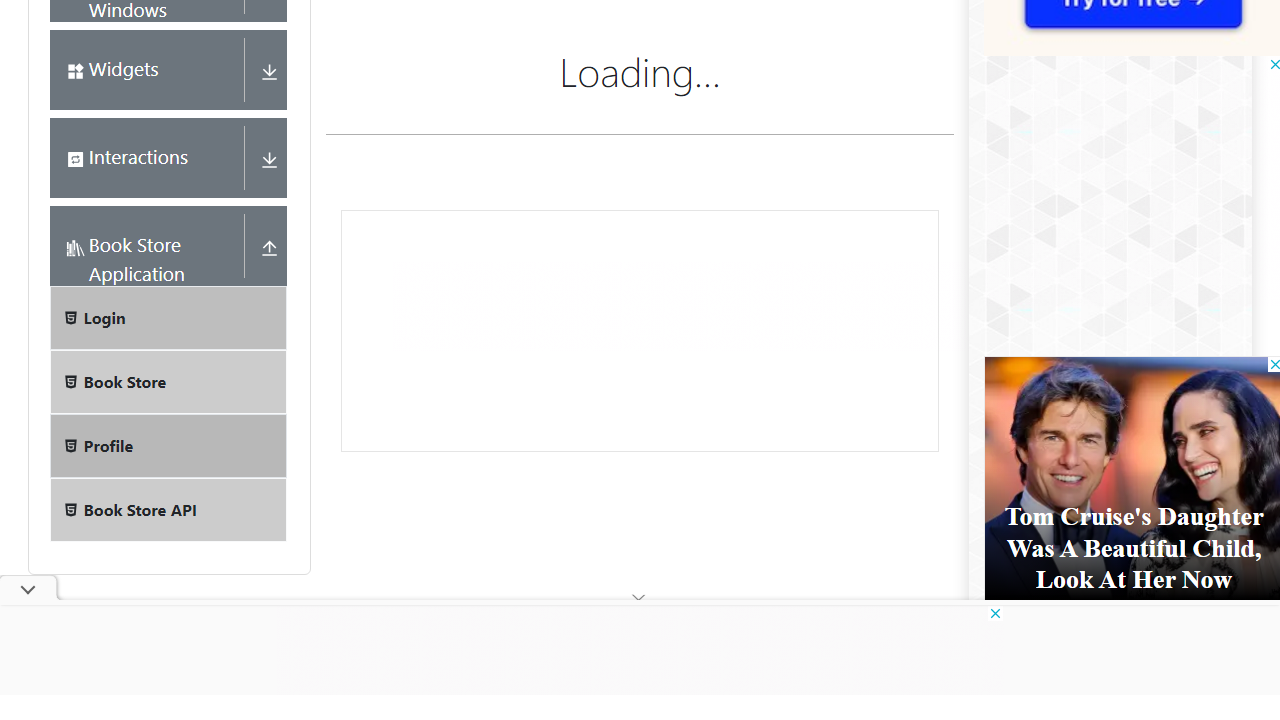 Windows
Widgets
Interactions
Book Store
Application
Login
Book Store
Profile
Book Store API
Loading...
Try for free →
Tom Cruise's Daughter
Was A Beautiful Child,
Look At Her Now